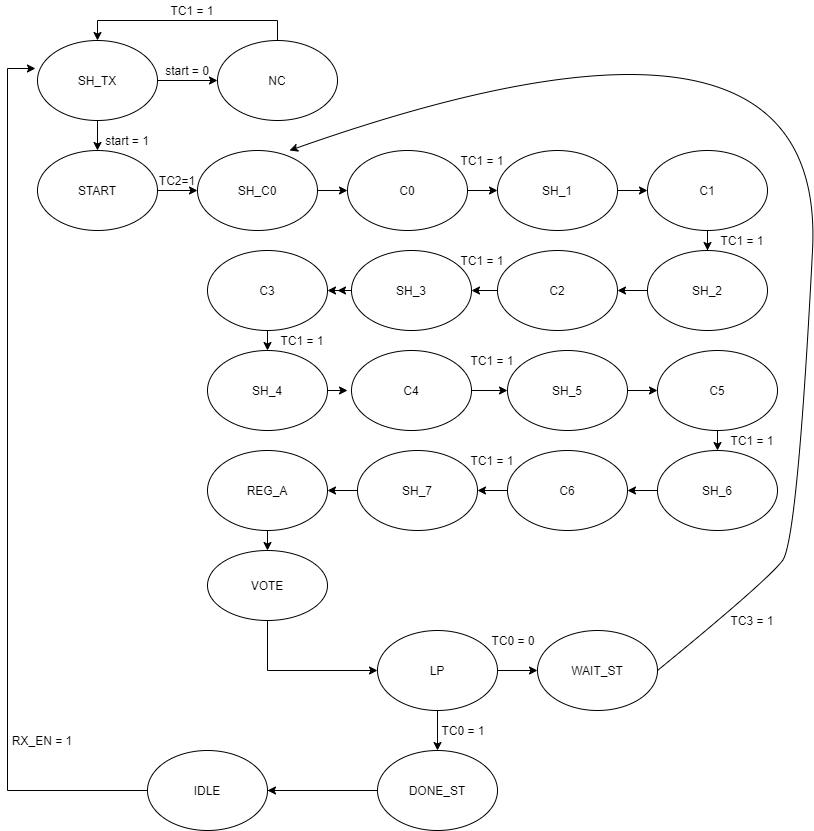 TC1 = 1
SH_TX
start = 0
NC
start = 1
START
TC2=1
SH_C0
C0
TC1 = 1
SH_1
C1
TC1 = 1
C3
SH_3
TC1 = 1
C2
SH_2
TC1 = 1
SH_4
C4
TC1 = 1
SH_5
C5
TC1 = 1
REG_A
SH_7
TC1 = 1
C6
SH_6
VOTE
LP
TC0 = 0
WAIT_ST
TC3 = 1
TC0 = 1
RX_EN = 1
IDLE
DONE_ST